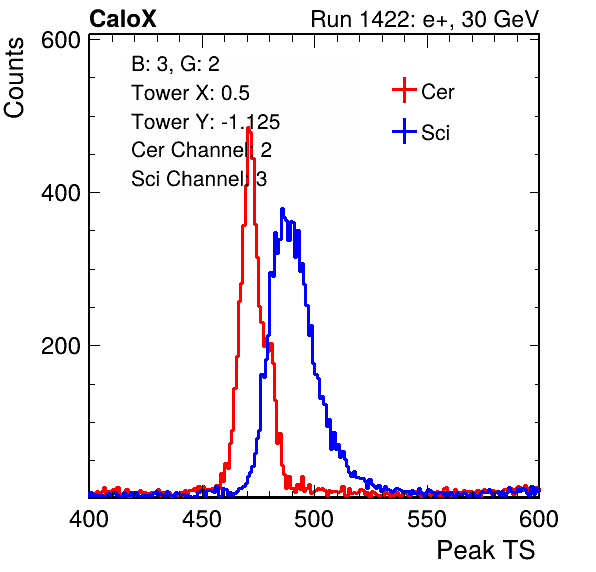 CaloX Run 1422: e+, 30 GeV
Counts
600
400
200
B: 3, G: 2
Tower X: 0.5
Tower Y: -1.125
Cer Channel: 2
Sci Channel: 3
Cer
Sci
400 450 500 550 600
Peak TS